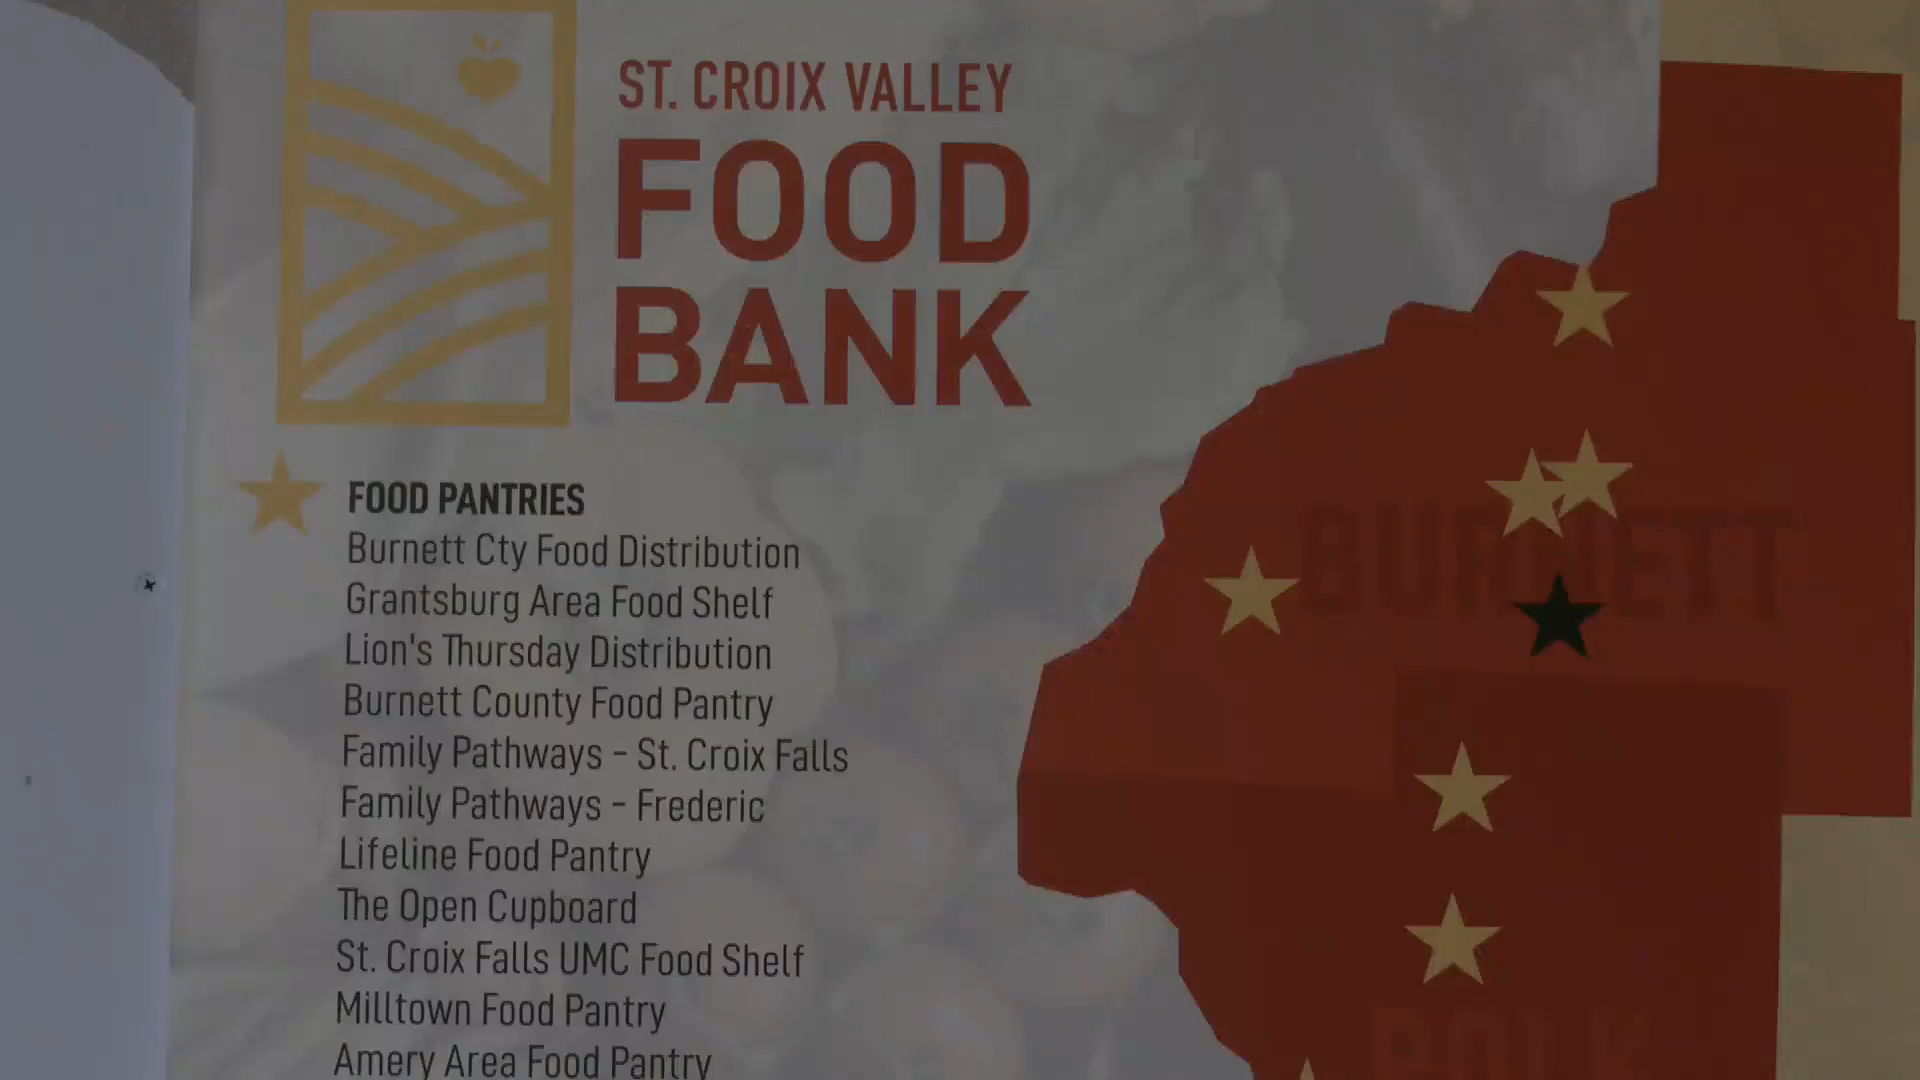 ST. CROIX VALLEY
FOOD
BANK
FOOD PANTRIES
Burnett Cty Food Distribution
Grantsburg Area Food Shelf
Lion's Thursday Distribution
Burnett County Food Pantry
Family Pathways - St. Croix Falls
Family Pathways - Frederic
Lifeline Food Pantry
The Open Cupboard
St. Croix Falls UMC Food Shelf
Milltown Food Pantry
Amery Area Food Pantry
BURNETT
POLK